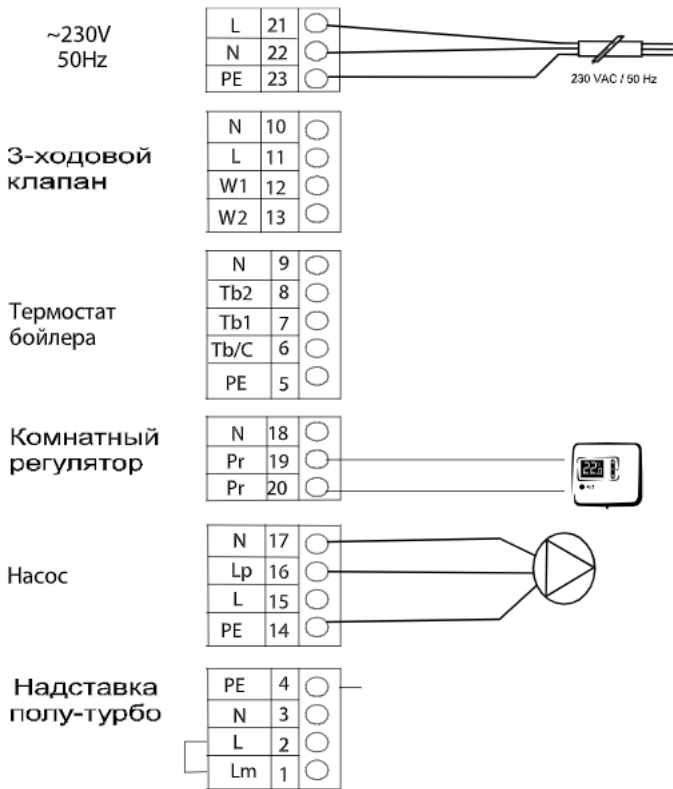 ~230V
50Hz
L 21
N 22
PE 23
230 VAC / 50 Hz
3-ходовой
клапан
N 10
L 11
W1 12
W2 13
Термостат
бойлера
N 9
Tb2 8
Tb1 7
Tb/C 6
PE 5
Комнатный
регулятор
N 18
Pr 19
Pr 20
Насос
N 17
Lp 16
L 15
PE 14
Надставка
полу-турбо
PE 4
N 3
L 2
Lm 1